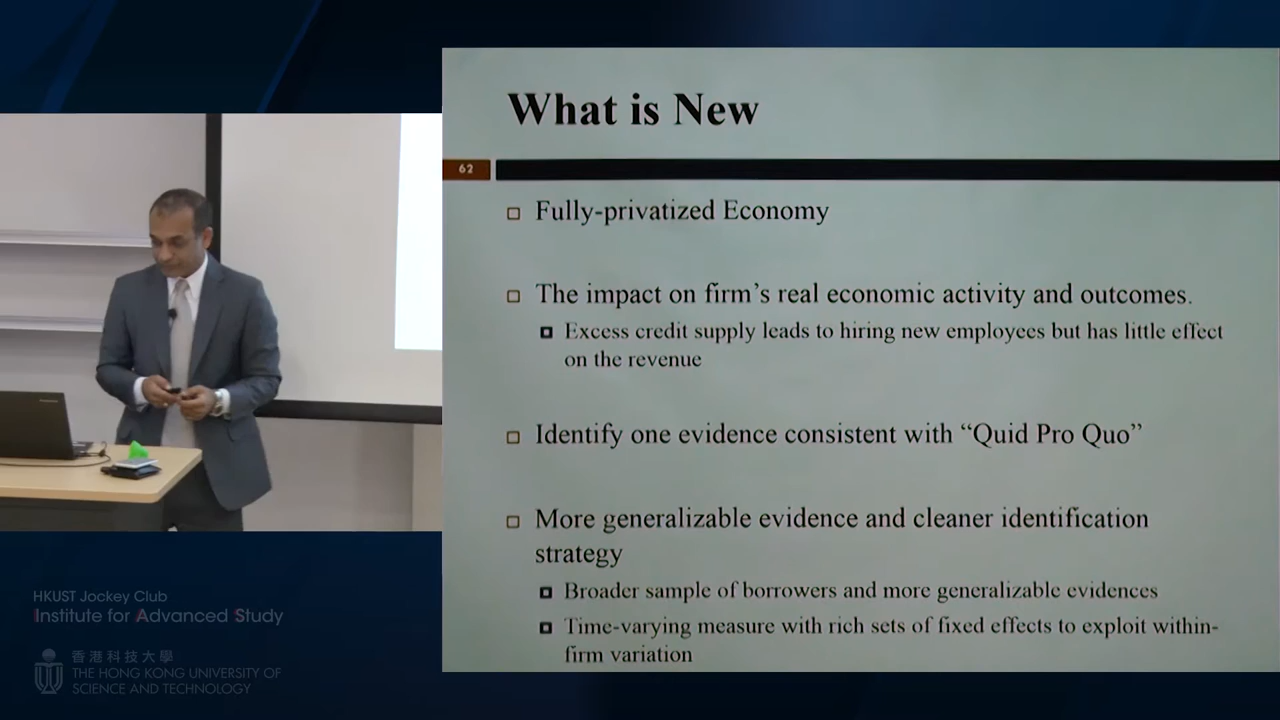 What is New
62
Fully-privatized Economy
The impact on firm’s real economic activity and outcomes.
Excess credit supply leads to hiring new employees but has little effect
on the revenue
Identify one evidence consistent with “Quid Pro Quo”
More generalizable evidence and cleaner identification
strategy
Broader sample of borrowers and more generalizable evidences
Time-varying measure with rich sets of fixed effects to exploit within-
firm variation
HKUST Jockey Club
Institute for Advanced Study
香港科技大學
THE HONG KONG UNIVERSITY OF
SCIENCE AND TECHNOLOGY